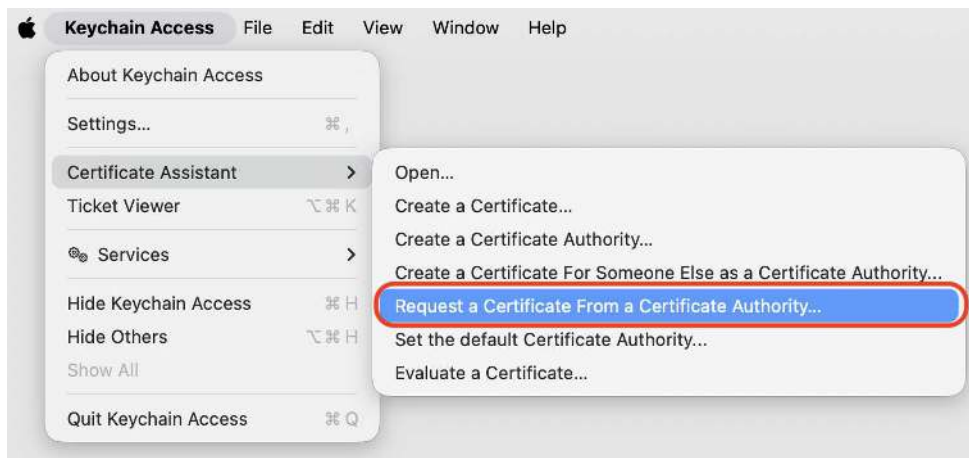 Keychain Access File Edit View Window Help
About Keychain Access
Settings... ⌘ ,
Certificate Assistant >
Ticket Viewer ⌥ ⌘ K
Services >
Hide Keychain Access ⌘ H
Hide Others ⌥ ⌘ H
Show All
Quit Keychain Access ⌘ Q
Open...
Create a Certificate...
Create a Certificate Authority...
Create a Certificate For Someone Else as a Certificate Authority...
Request a Certificate From a Certificate Authority...
Set the default Certificate Authority...
Evaluate a Certificate...